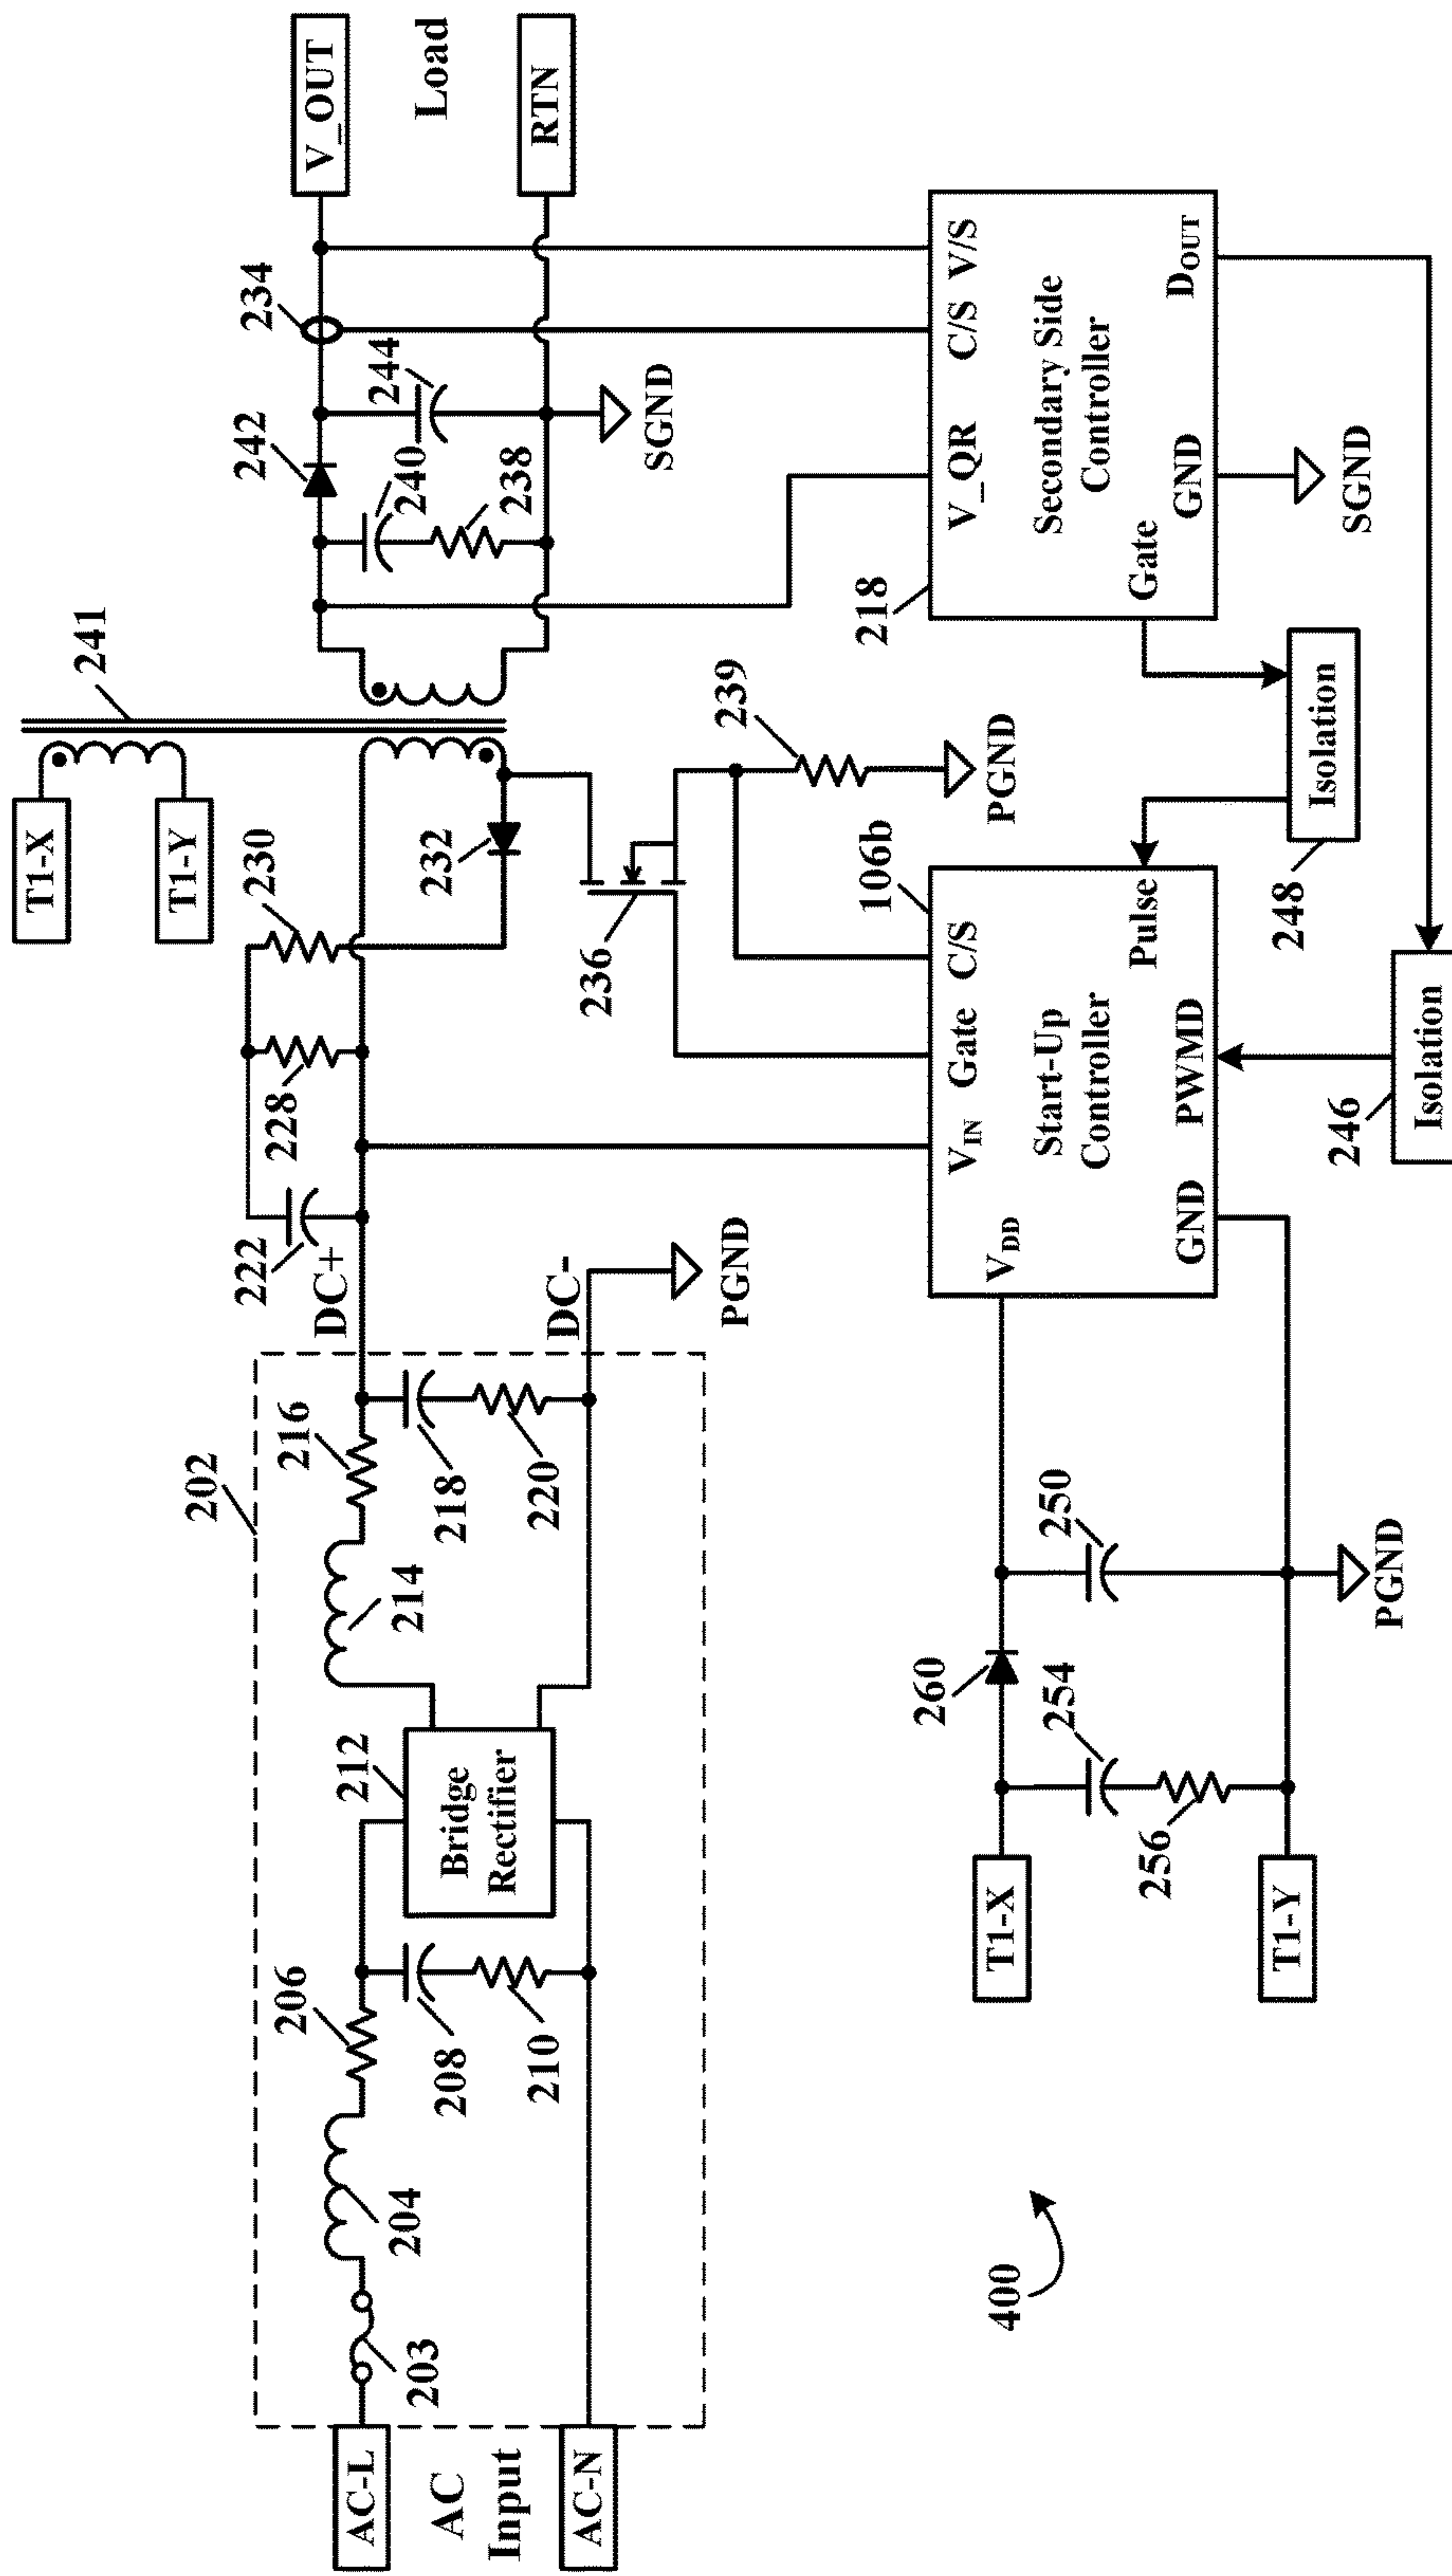 T1-X
T1-Y
241
230
228
222
DC+
DC-
PGND
232
236
239
PGND
242
240
238
244
234
SGND
V_OUT
Load
RTN
202
AC-L
AC
Input
AC-N
203
204
206
208
210
212
Bridge
Rectifier
214
216
218
220
106b
V_DD
V_IN
Gate
C/S
Start-Up
Controller
Pulse
GND
PWMD
218
V_QR
C/S
V/S
Secondary Side
Controller
Gate
GND
D_OUT
SGND
Isolation
248
Isolation
246
T1-X
T1-Y
260
254
256
250
PGND
400